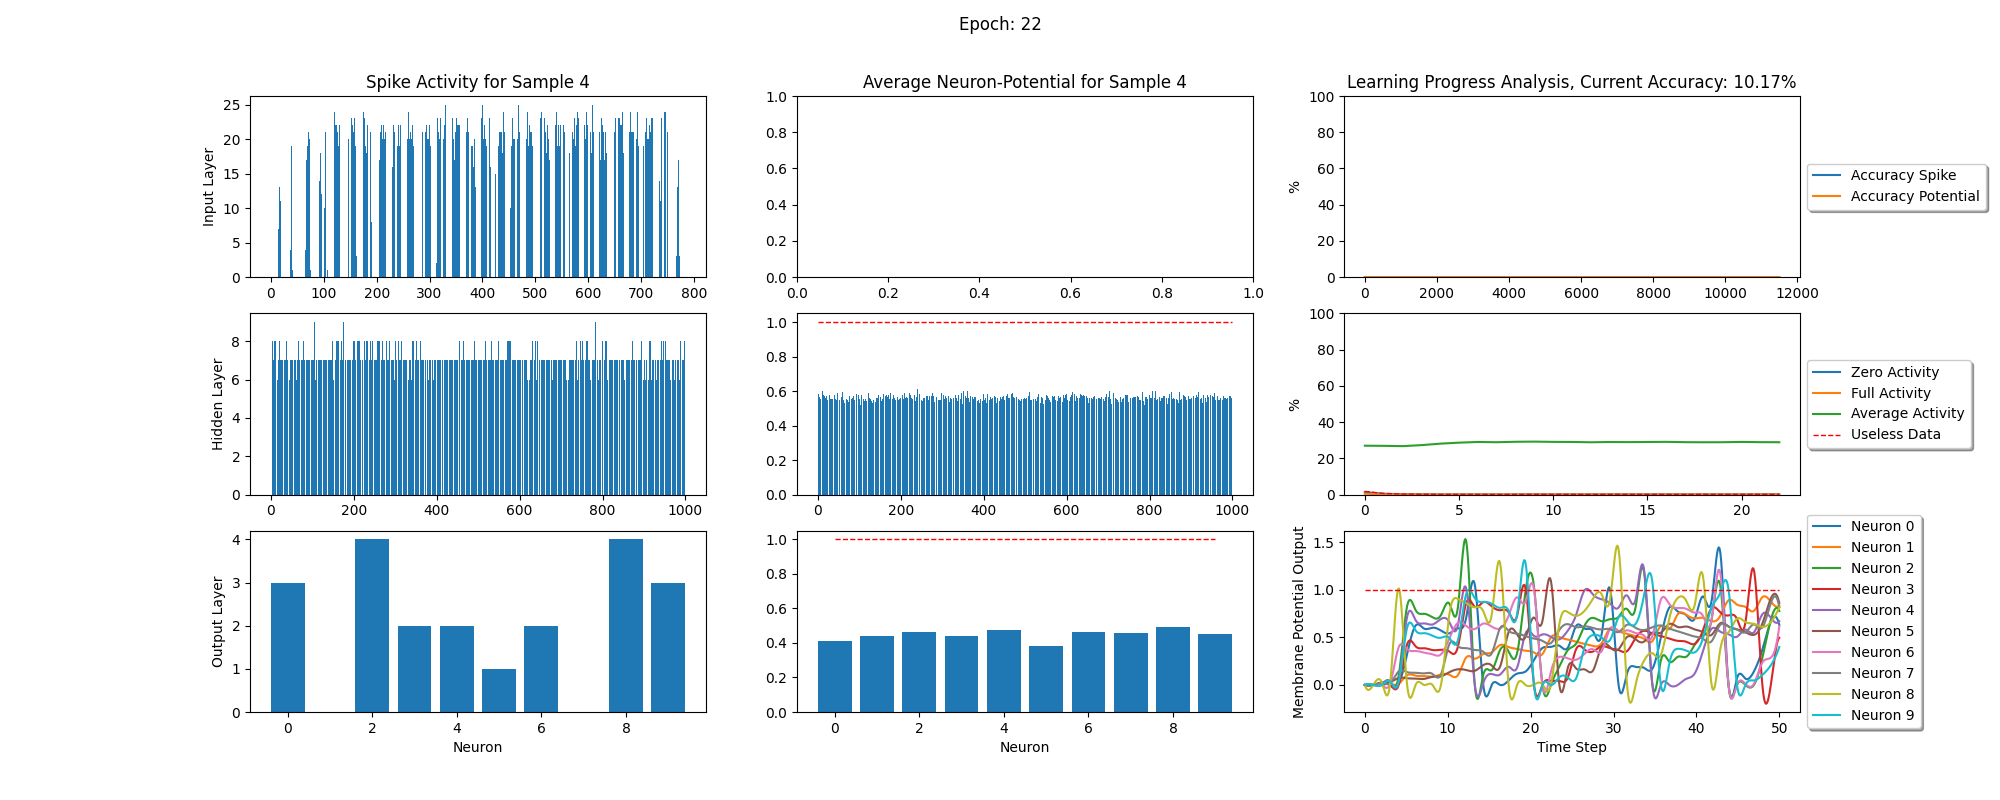 Epoch: 22
Spike Activity for Sample 4
Average Neuron-Potential for Sample 4
Learning Progress Analysis, Current Accuracy: 10.17%
Input Layer
25
20
15
10
5
0
0 100 200 300 400 500 600 700 800
1.0
0.8
0.6
0.4
0.2
0.0
0.0 0.2 0.4 0.6 0.8 1.0
%
100
80
60
40
20
0
0 2000 4000 6000 8000 10000 12000
Accuracy Spike
Accuracy Potential
Hidden Layer
8
6
4
2
0
0 200 400 600 800 1000
1.0
0.8
0.6
0.4
0.2
0.0
0 200 400 600 800 1000
%
100
80
60
40
20
0
0 5 10 15 20
Zero Activity
Full Activity
Average Activity
Useless Data
Output Layer
4
3
2
1
0
0 2 4 6 8
Neuron
1.0
0.8
0.6
0.4
0.2
0.0
0 2 4 6 8
Neuron
Membrane Potential Output
1.5
1.0
0.5
0.0
0 10 20 30 40 50
Time Step
Neuron 0
Neuron 1
Neuron 2
Neuron 3
Neuron 4
Neuron 5
Neuron 6
Neuron 7
Neuron 8
Neuron 9